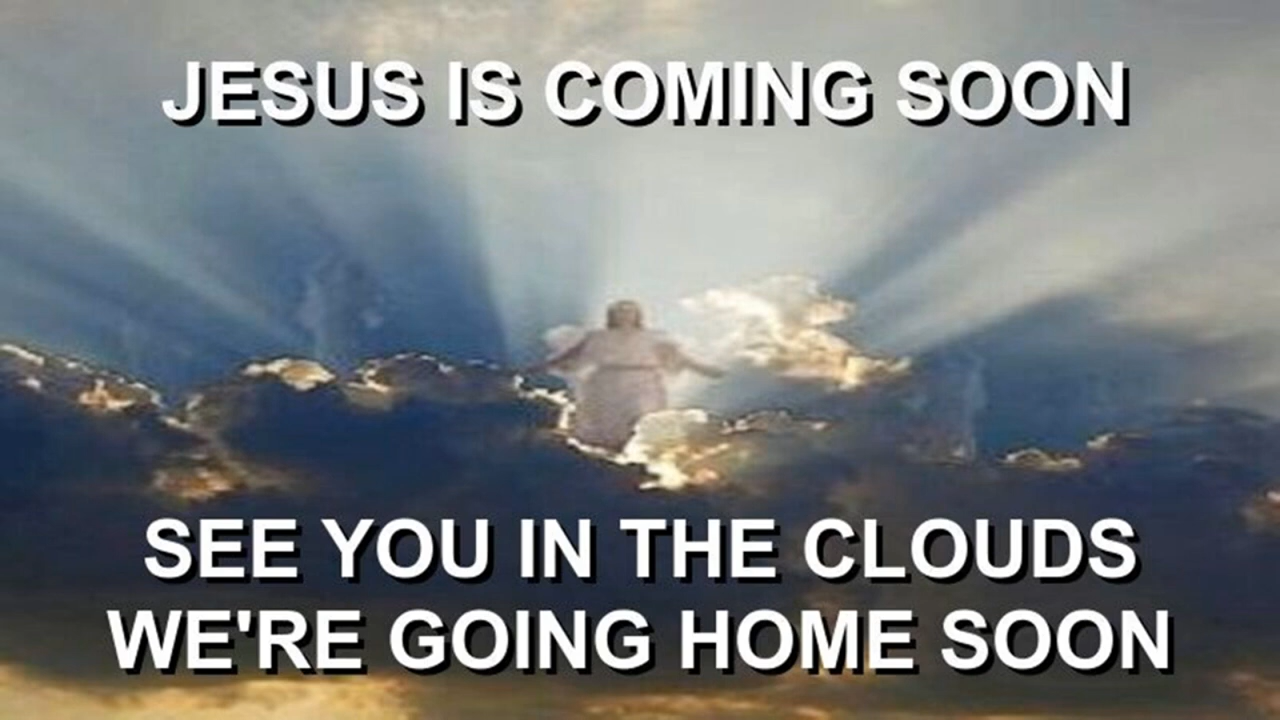 JESUS IS COMING SOON
SEE YOU IN THE CLOUDS
WE'RE GOING HOME SOON